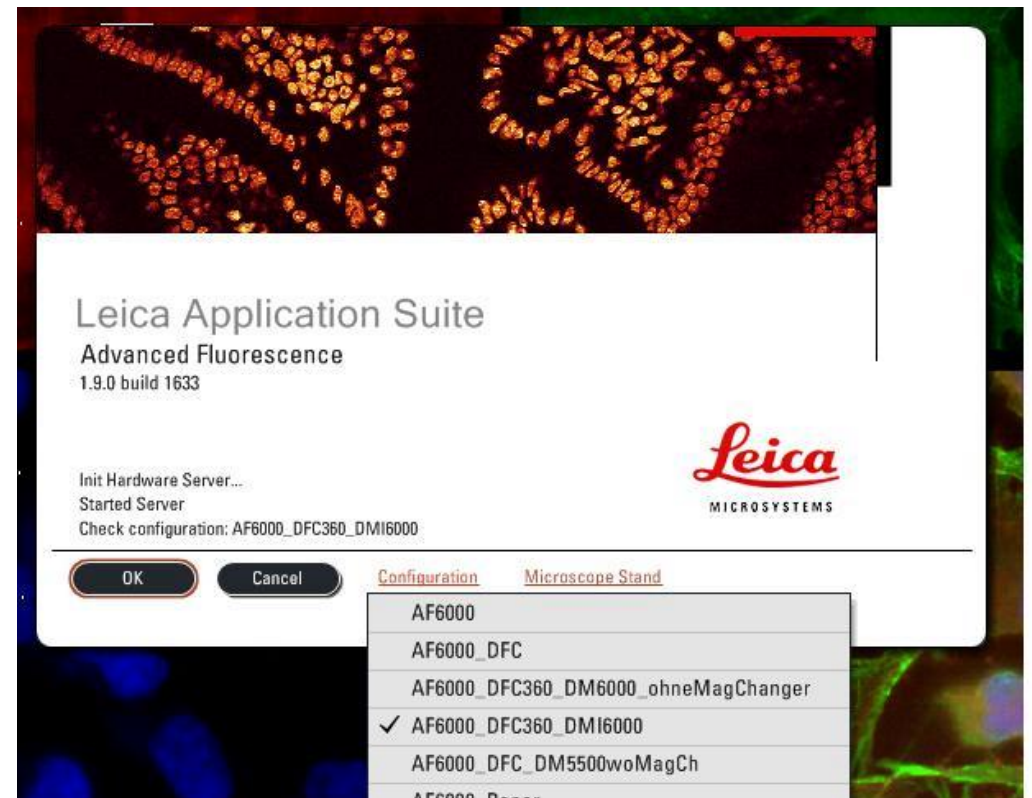 Leica Application Suite
Advanced Fluorescence
1.9.0 build 1633
Leica
MICROSYSTEMS
Init Hardware Server...
Started Server
Check configuration: AF6000_DFC360_DMI6000
OK Cancel Configuration Microscope Stand
AF6000
AF6000_DFC
AF6000_DFC360_DM6000_ohneMagChanger
AF6000_DFC360_DMI6000
AF6000_DFC_DM5500woMagCh